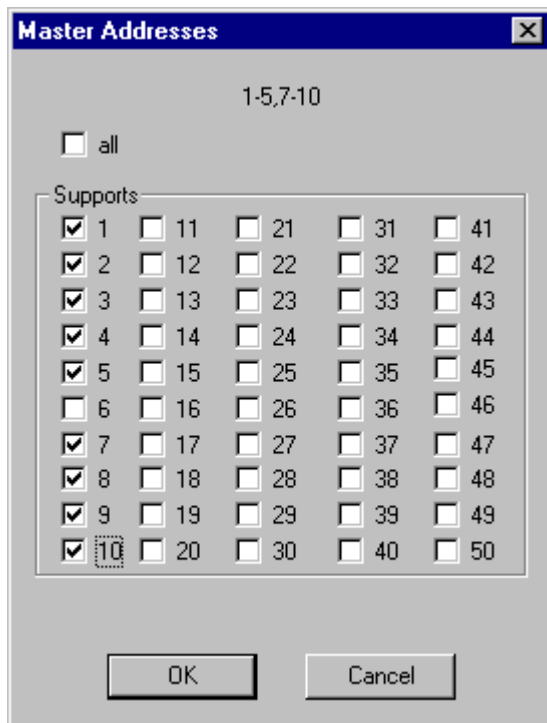 Master Addresses
1-5,7-10
all
Supports
1 11 21 31 41
2 12 22 32 42
3 13 23 33 43
4 14 24 34 44
5 15 25 35 45
6 16 26 36 46
7 17 27 37 47
8 18 28 38 48
9 19 29 39 49
10 20 30 40 50
OK Cancel